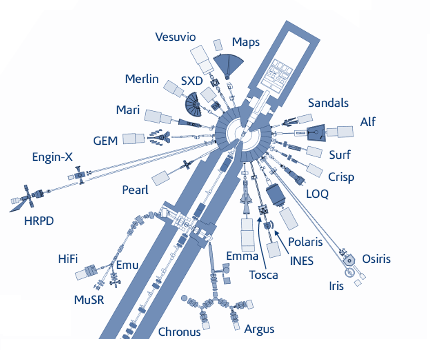 Vesuvio
Maps
Merlin
SXD
Mari
Sandals
Alf
GEM
Surf
Engin-X
Crisp
Pearl
LOQ
HRPD
Polaris
Emma
INES
HiFi
Emu
Osiris
Tosca
Iris
MuSR
Chronus
Argus